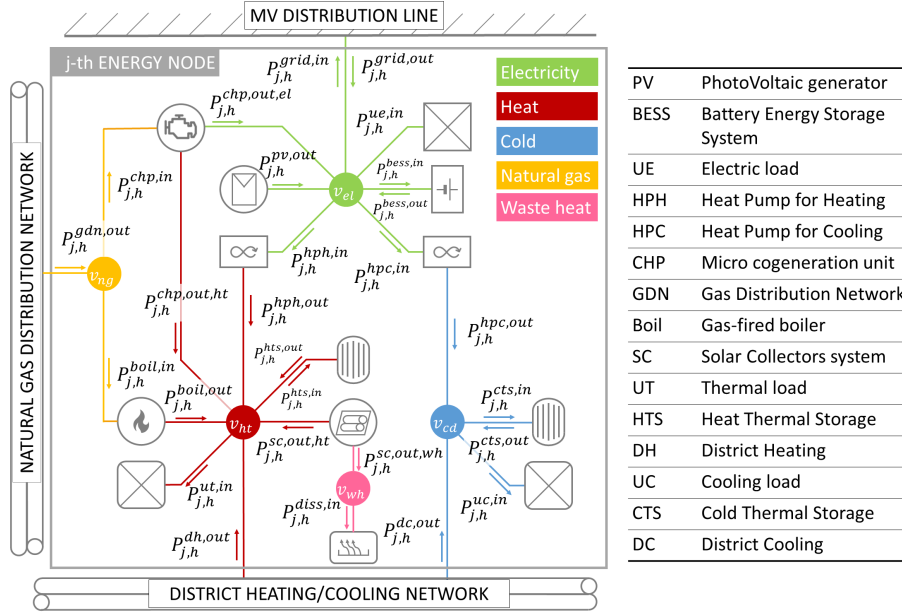 MV DISTRIBUTION LINE
j-th ENERGY NODE
P_{j,h}^{grid,in}
P_{j,h}^{grid,out}
Electricity
Heat
Cold
Natural gas
Waste heat
P_{j,h}^{chp,out,el}
P_{j,h}^{ue,in}
P_{j,h}^{pv,out}
P_{j,h}^{bess,in}
v_{el}
P_{j,h}^{bess,out}
P_{j,h}^{chp,in}
P_{j,h}^{gdn,out}
v_{ng}
P_{j,h}^{hph,in}
P_{j,h}^{hpc,in}
P_{j,h}^{chp,out,ht}
P_{j,h}^{hph,out}
P_{j,h}^{hpc,out}
P_{j,h}^{hts,out}
P_{j,h}^{boil,in}
P_{j,h}^{boil,out}
P_{j,h}^{hts,in}
P_{j,h}^{cts,in}
v_{ht}
v_{cd}
P_{j,h}^{sc,out,ht}
P_{j,h}^{cts,out}
P_{j,h}^{sc,out,wh}
P_{j,h}^{ut,in}
v_{wh}
P_{j,h}^{uc,in}
P_{j,h}^{diss,in}
P_{j,h}^{dh,out}
P_{j,h}^{dc,out}
NATURAL GAS DISTRIBUTION NETWORK
DISTRICT HEATING/COOLING NETWORK
PV PhotoVoltaic generator
BESS Battery Energy Storage
System
UE Electric load
HPH Heat Pump for Heating
HPC Heat Pump for Cooling
CHP Micro cogeneration unit
GDN Gas Distribution Network
Boil Gas-fired boiler
SC Solar Collectors system
UT Thermal load
HTS Heat Thermal Storage
DH District Heating
UC Cooling load
CTS Cold Thermal Storage
DC District Cooling